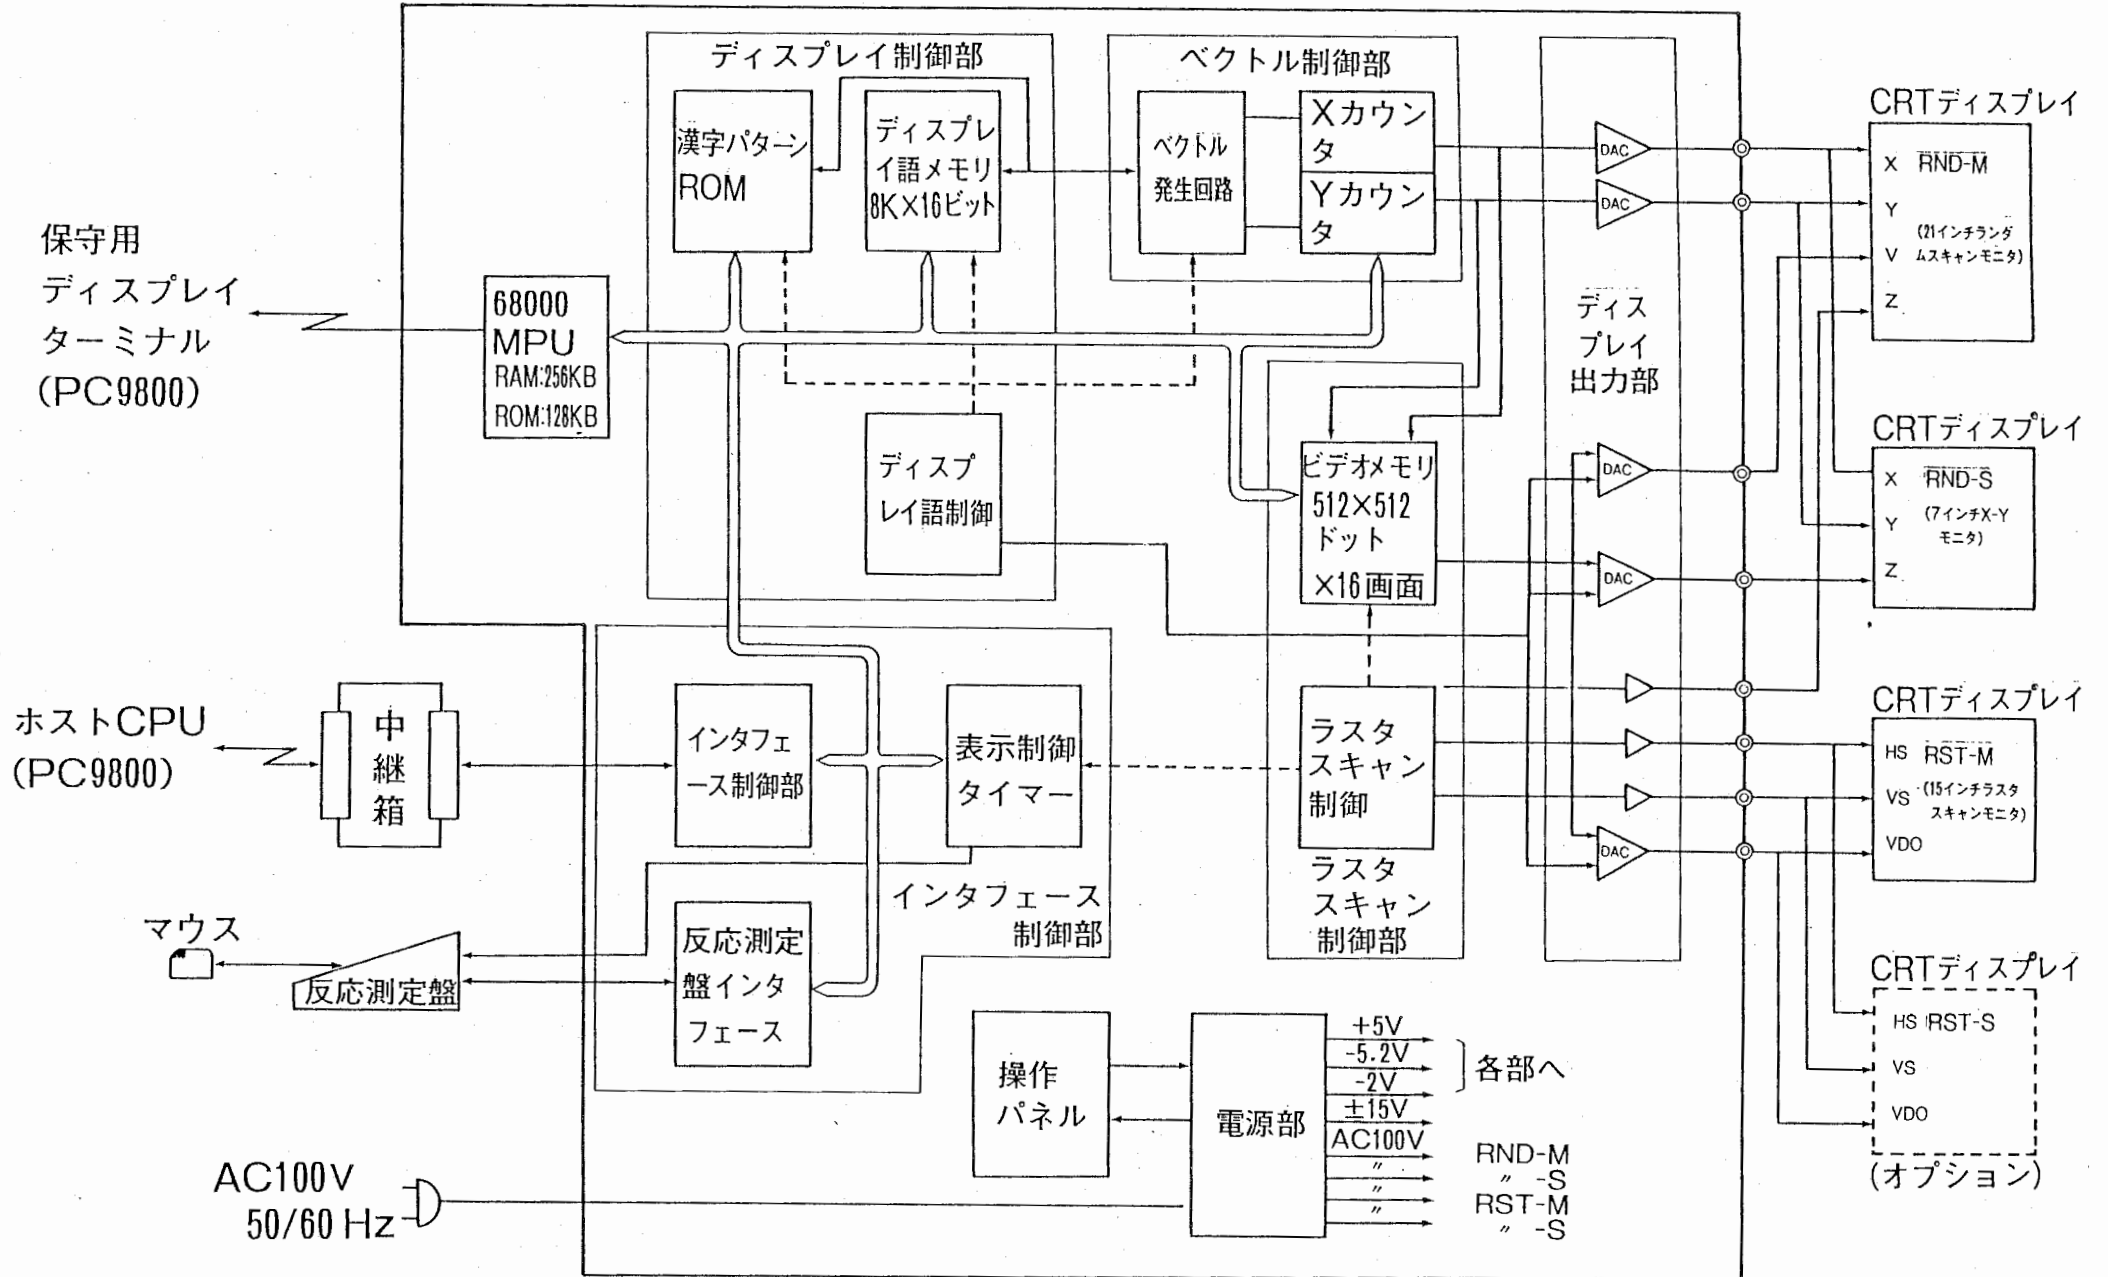 ディスプレイ制御部
漢字パターン
ROM
ディスプレ
イ語メモリ
8K×16ビット
ディスプ
レイ語制御
ベクトル制御部
ベクトル
発生回路
Xカウン
タ
Yカウン
タ
保守用
ディスプレイ
ターミナル
(PC9800)
68000
MPU
RAM:256KB
ROM:128KB
ビデオメモリ
512×512
ドット
×16画面
ラスタ
スキャン
制御
ラスタ
スキャン
制御部
ディス
プレイ
出力部
DAC
DAC
DAC
DAC
DAC
CRTディスプレイ
X RND-M
Y
(21インチランダ
V ムスキャンモニタ)
Z
CRTディスプレイ
X RND-S
Y (7インチX-Y
モニタ)
Z
CRTディスプレイ
HS RST-M
VS (15インチラスタ
スキャンモニタ)
VDO
CRTディスプレイ
HS RST-S
VS
VDO
(オプション)
ホストCPU
(PC9800)
中
継
箱
インタフェ
ース制御部
表示制御
タイマー
インタフェース
制御部
マウス
反応測定盤
反応測定
盤インタ
フェース
操作
パネル
電源部
+5V
-5.2V
-2V
各部へ
±15V
AC100V
RND-M
〃
〃 -S
〃
RST-M
〃
〃 -S
AC100V
50/60 Hz